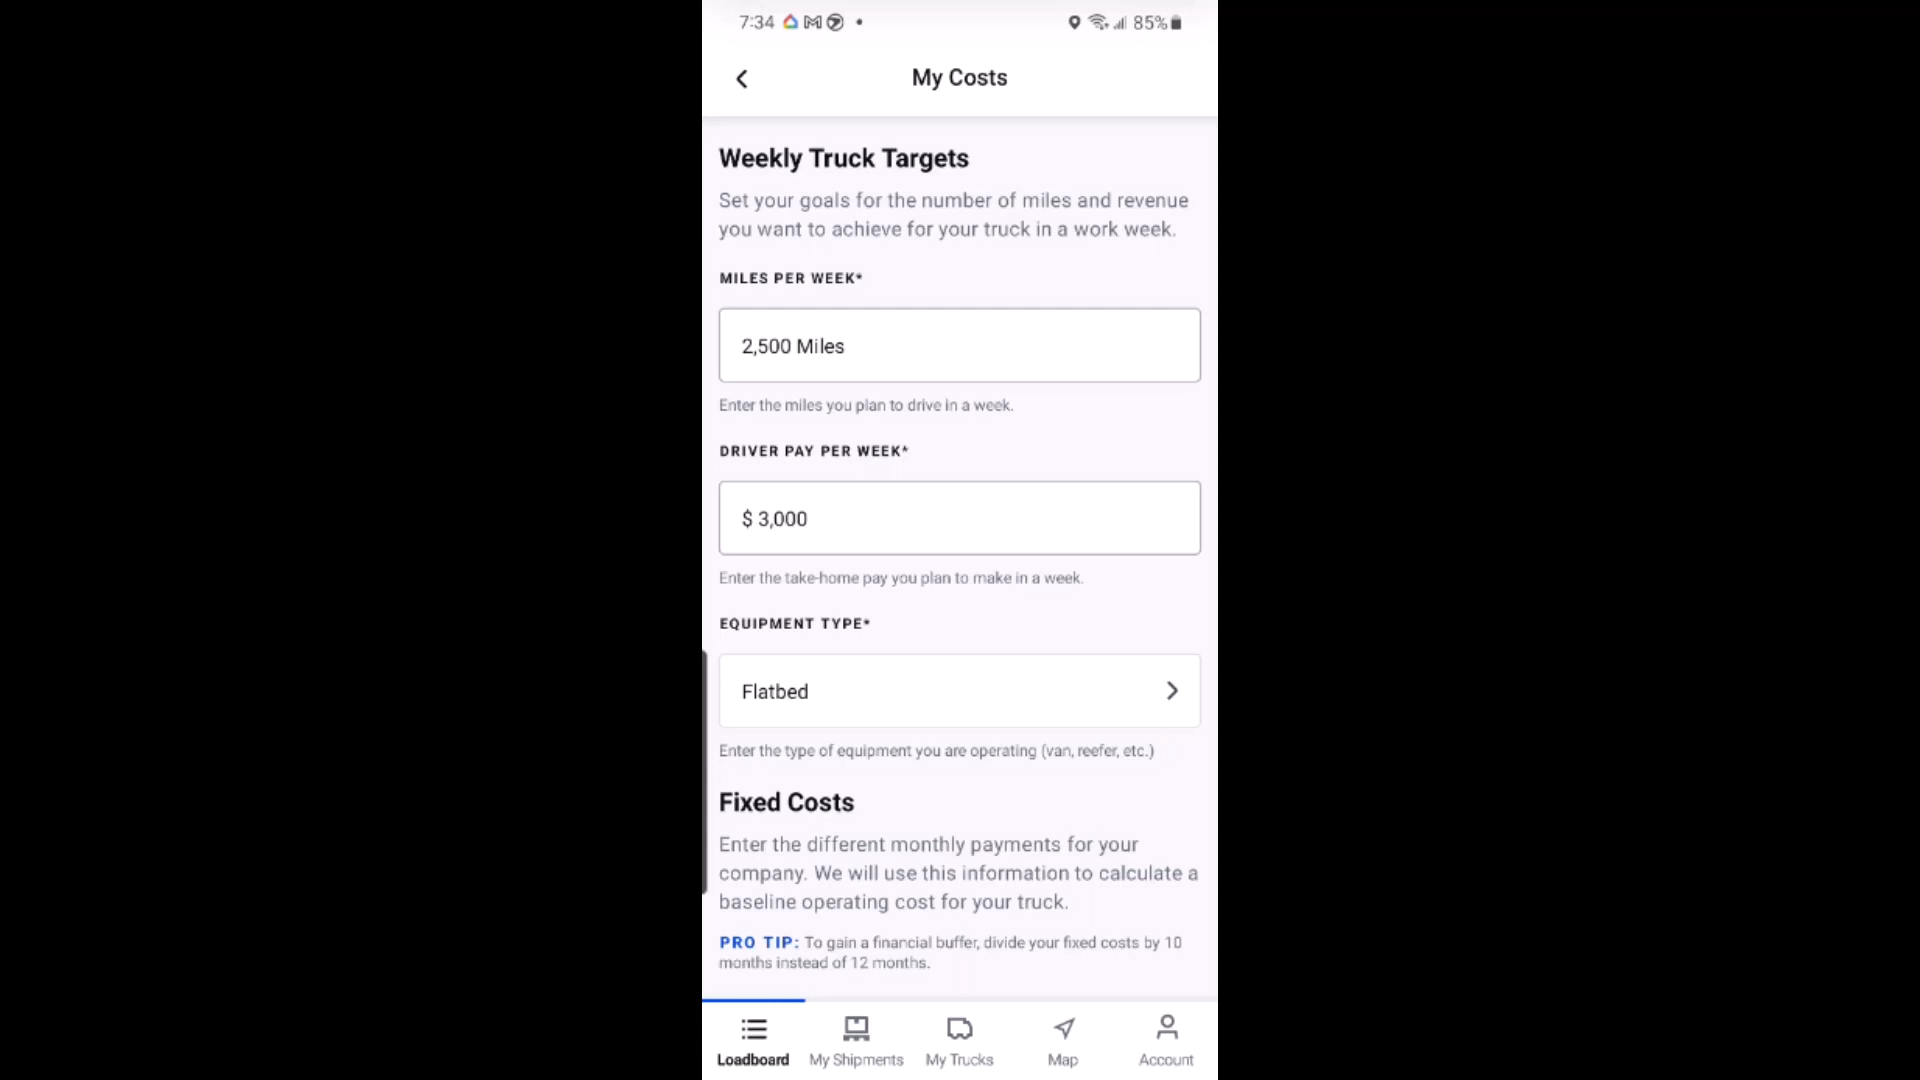 7:34
85%
My Costs
Weekly Truck Targets
Set your goals for the number of miles and revenue
you want to achieve for your truck in a work week.
MILES PER WEEK*
2,500 Miles
Enter the miles you plan to drive in a week.
DRIVER PAY PER WEEK*
$ 3,000
Enter the take-home pay you plan to make in a week.
EQUIPMENT TYPE*
Flatbed
Enter the type of equipment you are operating (van, reefer, etc.)
Fixed Costs
Enter the different monthly payments for your
company. We will use this information to calculate a
baseline operating cost for your truck.
PRO TIP: To gain a financial buffer, divide your fixed costs by 10
months instead of 12 months.
Loadboard My Shipments My Trucks Map Account